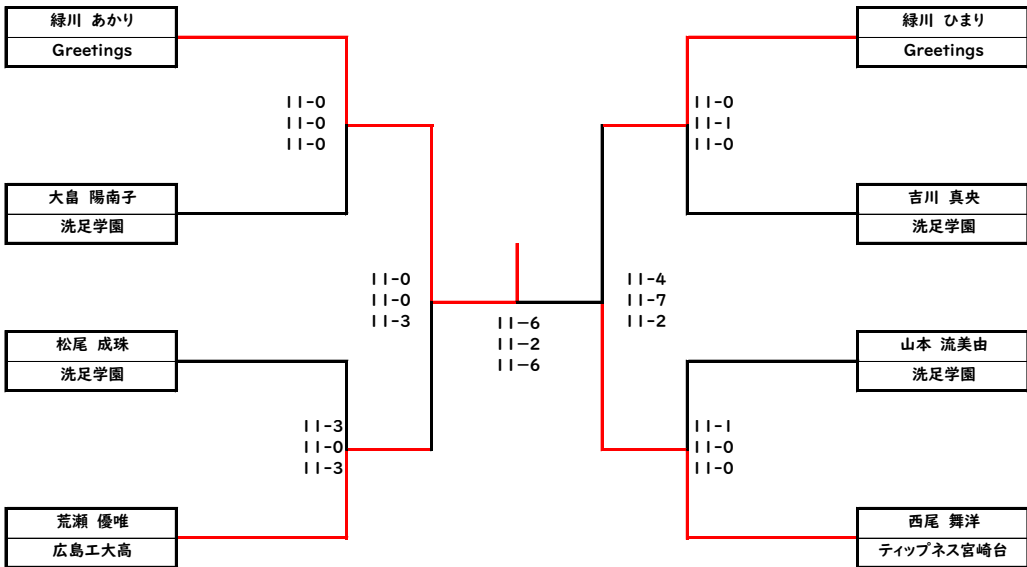 緑川 あかり
Greetings
11-0
11-0
11-0
大畠 陽南子
洗足学園
11-0
11-0
11-3
松尾 成珠
洗足学園
11-3
11-0
11-3
荒瀬 優唯
広島工大高
11-6
11-2
11-6
緑川 ひまり
Greetings
11-0
11-1
11-0
吉川 真央
洗足学園
11-4
11-7
11-2
山本 流美由
洗足学園
11-1
11-0
11-0
西尾 舞洋
ティップネス宮崎台